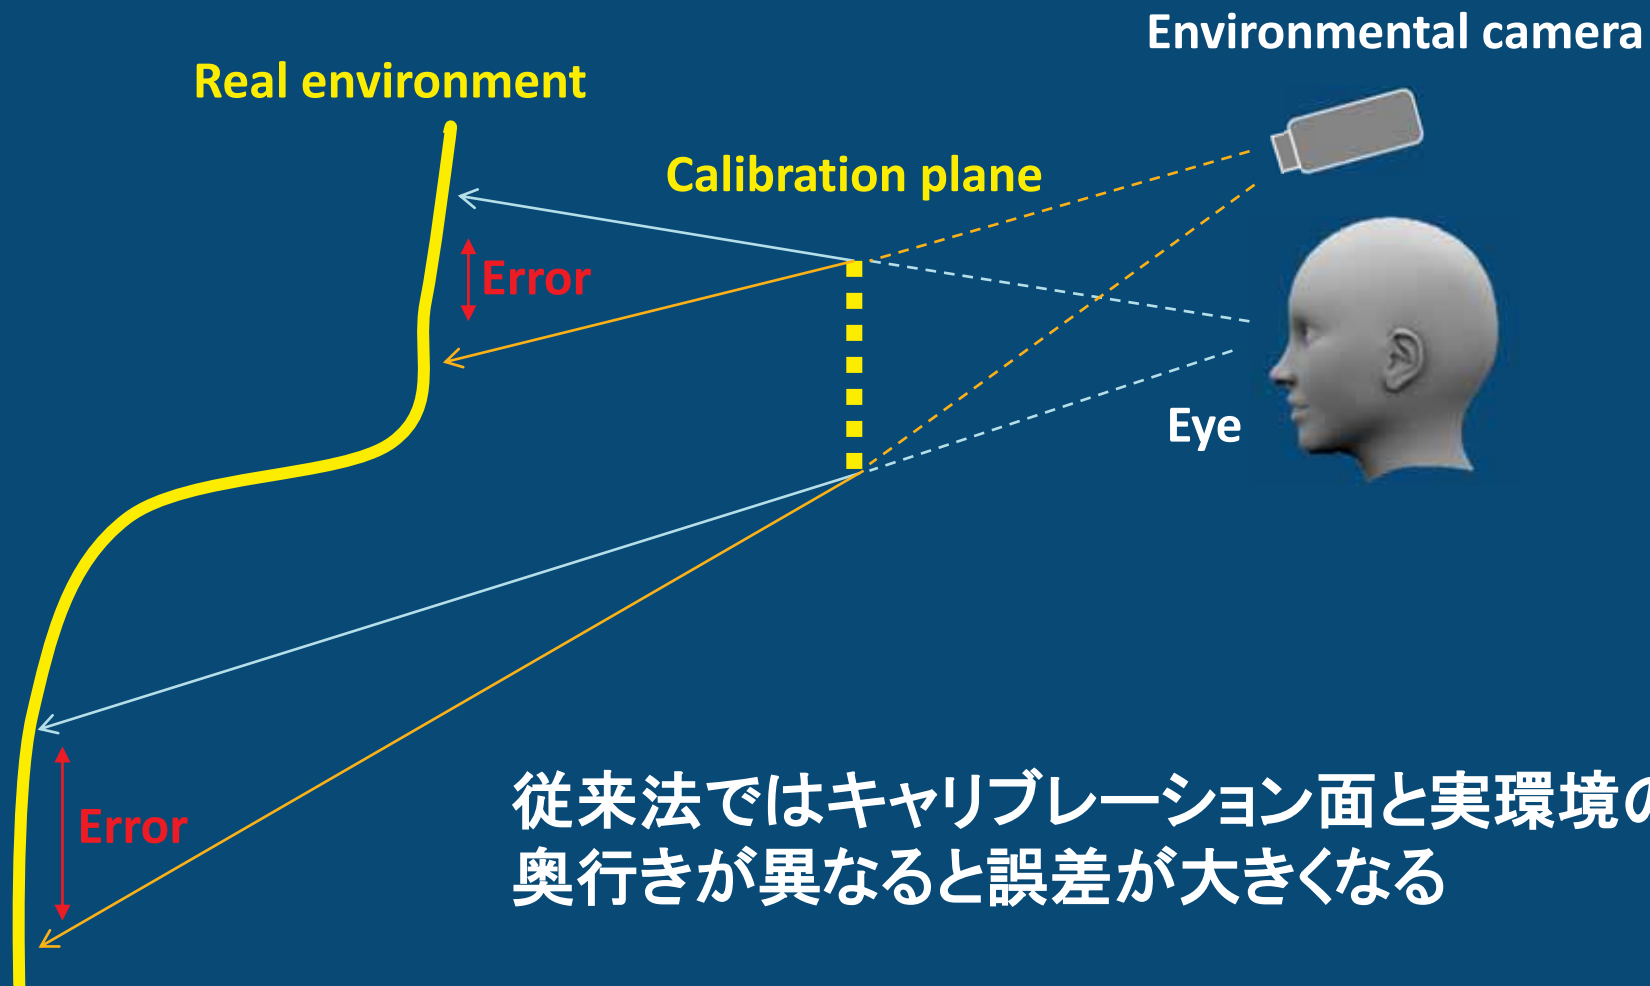 Environmental camera
Real environment
Calibration plane
Error
Eye
Error
従来法ではキャリブレーション面と実環境の
奥行きが異なると誤差が大きくなる